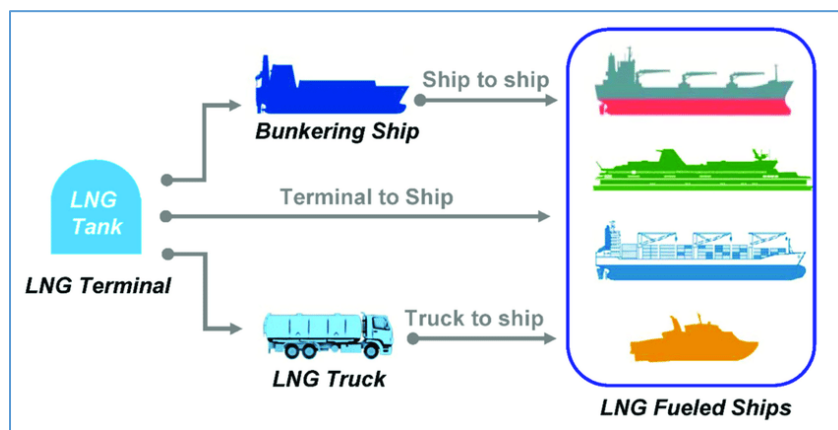 Ship to ship
Bunkering Ship
LNG
Tank
Terminal to Ship
LNG Terminal
Truck to ship
LNG Truck
LNG Fueled Ships